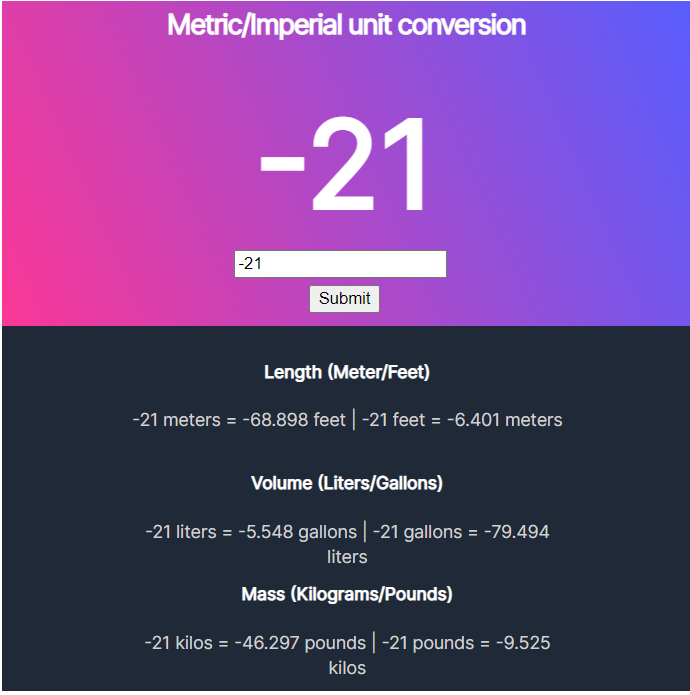 Metric/Imperial unit conversion
-21
-21
Submit
Length (Meter/Feet)
-21 meters = -68.898 feet | -21 feet = -6.401 meters
Volume (Liters/Gallons)
-21 liters = -5.548 gallons | -21 gallons = -79.494
liters
Mass (Kilograms/Pounds)
-21 kilos = -46.297 pounds | -21 pounds = -9.525
kilos